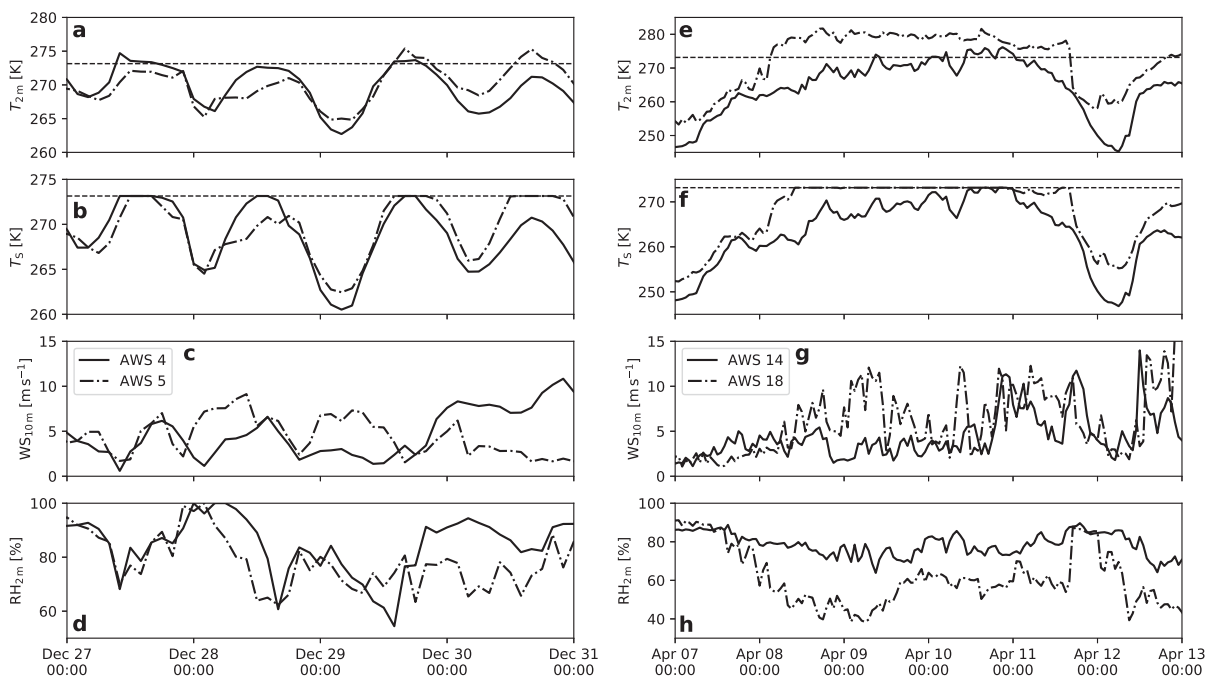 a
280
275
270
265
260
T2 m [K]
b
275
270
265
260
Ts [K]
c
15
10
5
0
WS10 m [m s−1]
AWS 4
AWS 5
d
100
80
60
RH2 m [%]
Dec 27
00:00
Dec 28
00:00
Dec 29
00:00
Dec 30
00:00
Dec 31
00:00
e
280
270
260
250
T2 m [K]
f
270
260
250
Ts [K]
g
15
10
5
0
WS10 m [m s−1]
AWS 14
AWS 18
h
100
80
60
40
RH2 m [%]
Apr 07
00:00
Apr 08
00:00
Apr 09
00:00
Apr 10
00:00
Apr 11
00:00
Apr 12
00:00
Apr 13
00:00